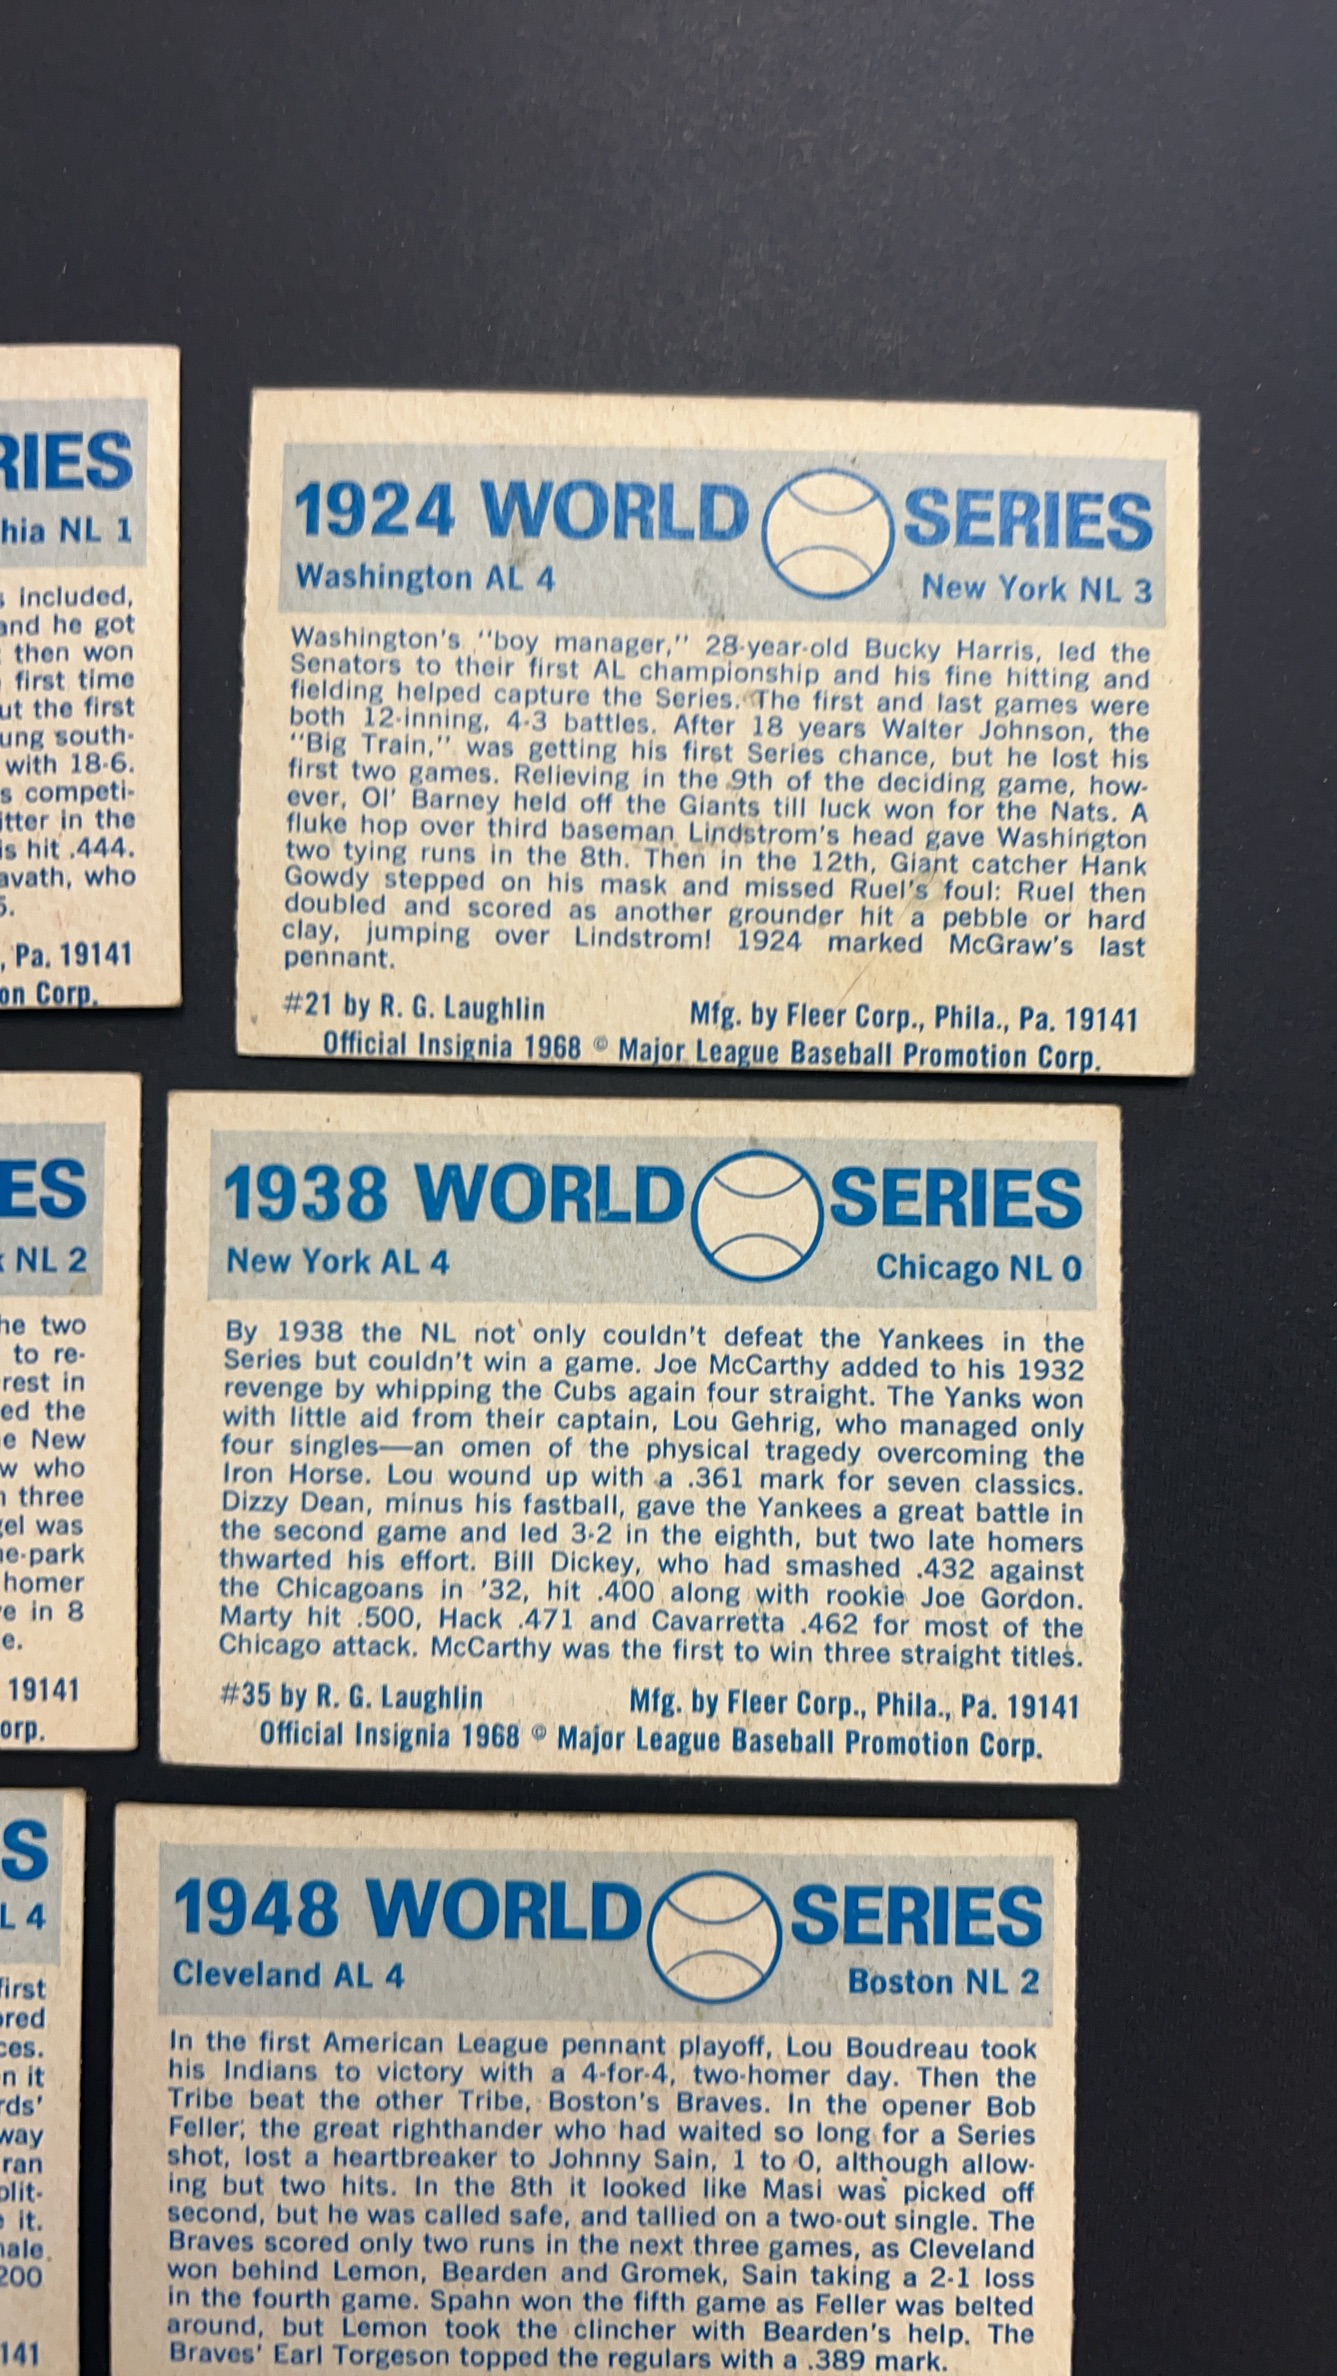 RIES
hia NL 1
included,
and he got
then won
first time
ut the first
ung south-
with 18-6.
s competi-
itter in the
is hit .444.
avath, who
5.
, Pa. 19141
on Corp.
1924 WORLD SERIES
Washington AL 4 New York NL 3
Washington's "boy manager," 28-year-old Bucky Harris, led the
Senators to their first AL championship and his fine hitting and
fielding helped capture the Series. The first and last games were
both 12-inning, 4-3 battles. After 18 years Walter Johnson, the
"Big Train," was getting his first Series chance, but he lost his
first two games. Relieving in the 9th of the deciding game, how-
ever, Ol' Barney held off the Giants till luck won for the Nats. A
fluke hop over third baseman Lindstrom's head gave Washington
two tying runs in the 8th. Then in the 12th, Giant catcher Hank
Gowdy stepped on his mask and missed Ruel's foul: Ruel then
doubled and scored as another grounder hit a pebble or hard
clay, jumping over Lindstrom! 1924 marked McGraw's last
pennant.
#21 by R. G. Laughlin Mfg. by Fleer Corp., Phila., Pa. 19141
Official Insignia 1968 © Major League Baseball Promotion Corp.
ES
NL 2
he two
to re-
rest in
ed the
e New
w who
three
gel was
ne-park
homer
e in 8
e.
19141
orp.
1938 WORLD SERIES
New York AL 4 Chicago NL 0
By 1938 the NL not only couldn't defeat the Yankees in the
Series but couldn't win a game. Joe McCarthy added to his 1932
revenge by whipping the Cubs again four straight. The Yanks won
with little aid from their captain, Lou Gehrig, who managed only
four singles—an omen of the physical tragedy overcoming the
Iron Horse. Lou wound up with a .361 mark for seven classics.
Dizzy Dean, minus his fastball, gave the Yankees a great battle in
the second game and led 3-2 in the eighth, but two late homers
thwarted his effort. Bill Dickey, who had smashed .432 against
the Chicagoans in '32, hit .400 along with rookie Joe Gordon.
Marty hit .500, Hack .471 and Cavarretta .462 for most of the
Chicago attack. McCarthy was the first to win three straight titles.
#35 by R. G. Laughlin Mfg. by Fleer Corp., Phila., Pa. 19141
Official Insignia 1968 © Major League Baseball Promotion Corp.
S
L 4
first
ored
ces.
n it
rds'
way
ran
plit-
it.
nale
200
141
1948 WORLD SERIES
Cleveland AL 4 Boston NL 2
In the first American League pennant playoff, Lou Boudreau took
his Indians to victory with a 4-for-4, two-homer day. Then the
Tribe beat the other Tribe, Boston's Braves. In the opener Bob
Feller, the great righthander who had waited so long for a Series
shot, lost a heartbreaker to Johnny Sain, 1 to 0, although allow-
ing but two hits. In the 8th it looked like Masi was picked off
second, but he was called safe, and tallied on a two-out single. The
Braves scored only two runs in the next three games, as Cleveland
won behind Lemon, Bearden and Gromek, Sain taking a 2-1 loss
in the fourth game. Spahn won the fifth game as Feller was belted
around, but Lemon took the clincher with Bearden's help. The
Braves' Earl Torgeson topped the regulars with a .389 mark.